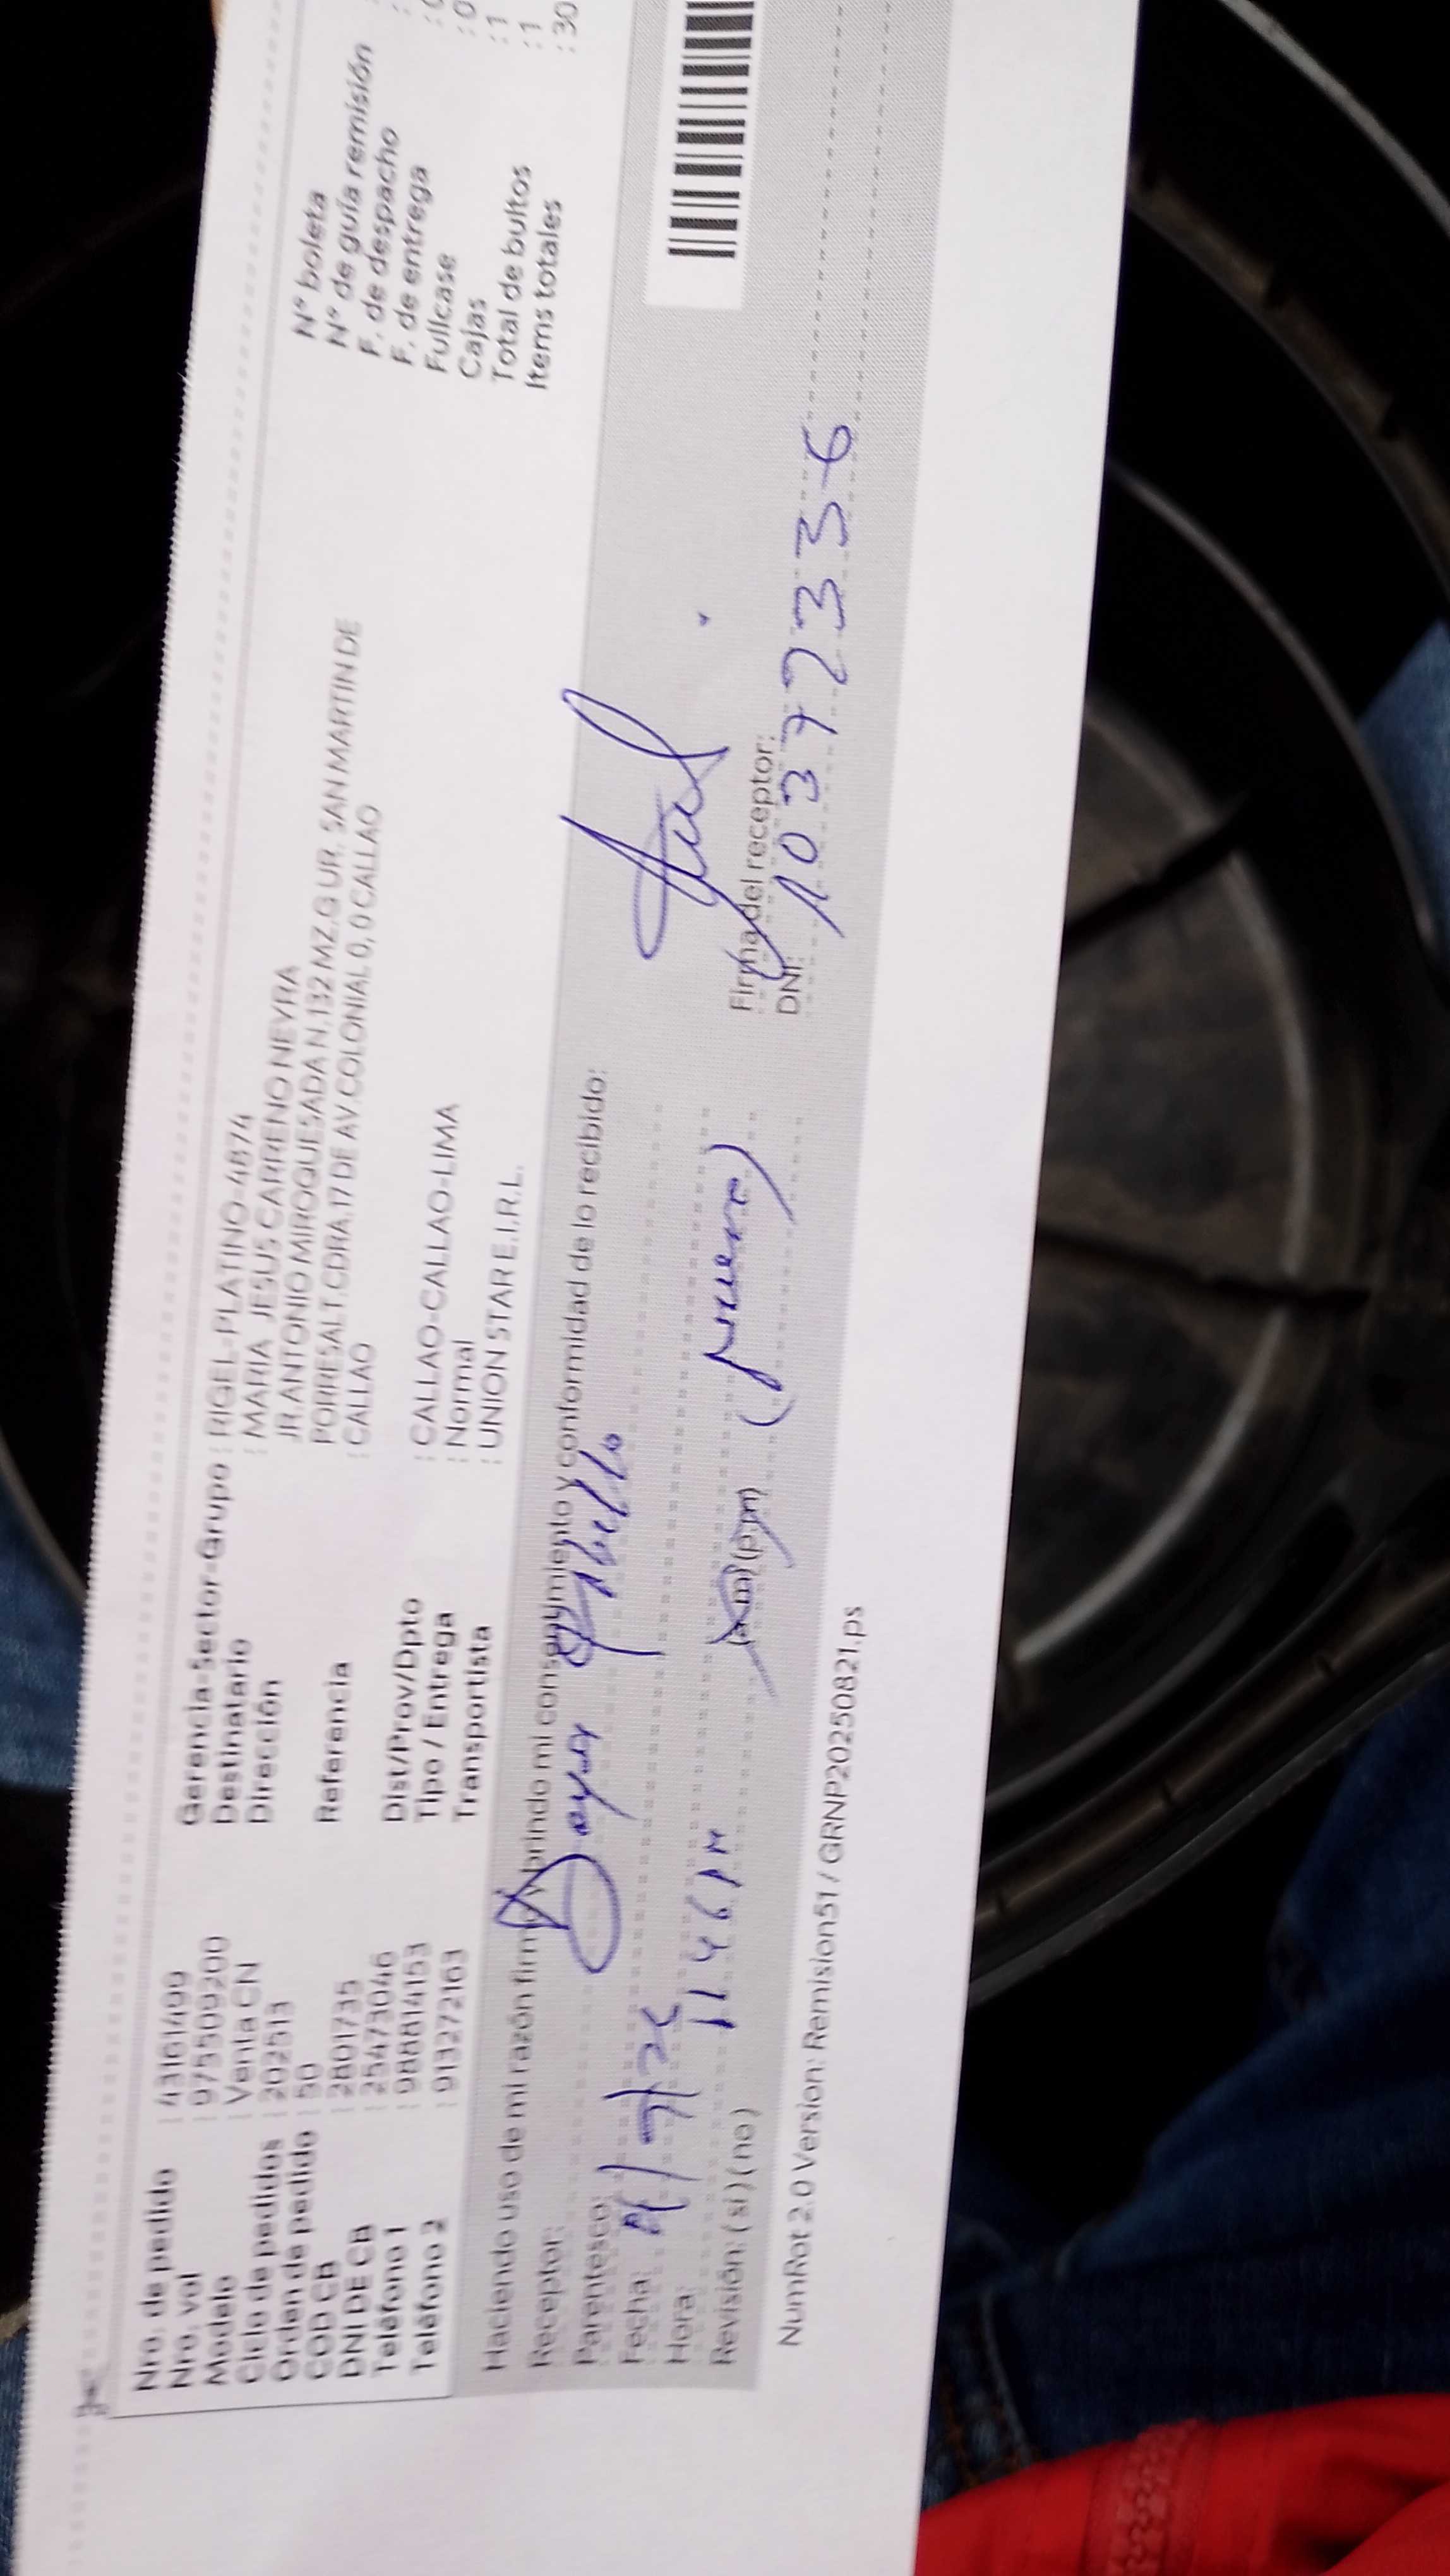 Nro. de pedido : 43161499
Nro. vol : 0755509200
Modelo : Venta CN
Ciclo de pedidos : 202513
Orden de pedido : 50
COD CB : 2801735
DNI DE CB : 25473046
Teléfono 1 : 988814153
Teléfono 2 : 913272163
Gerencia-Sector-Grupo : RIGEL-PLATINO-4874
Destinatario : MARIA JESUS CARRENO NEYRA
Dirección JR.ANTONIO MIROQUESADA N.132 MZ.G UR. SAN MARTIN DE
PORRESALT.CDRA.17 DE AV.COLONIAL 0, 0 CALLAO
Referencia : CALLAO
Dist/Prov/Dpto : CALLAO-CALLAO-LIMA
Tipo / Entrega : Normal
Transportista : UNION STAR E.I.R.L.
N° boleta
N° de guía remisión
F. de despacho
F. de entrega
Fullcase
Cajas : 1
Total de bultos : 1
Items totales : 30
Haciendo uso de mi razón firmo y brindo mi consentimiento y conformidad de lo recibido:
Receptor:
Parentesco:
Fecha:
Hora: (a.m) (p.m)
Revisión: ( si ) ( no )
Firma del receptor:
DNI: 10372336
NumRot 2.0 Version: Remision51 / GRNP20250821.ps